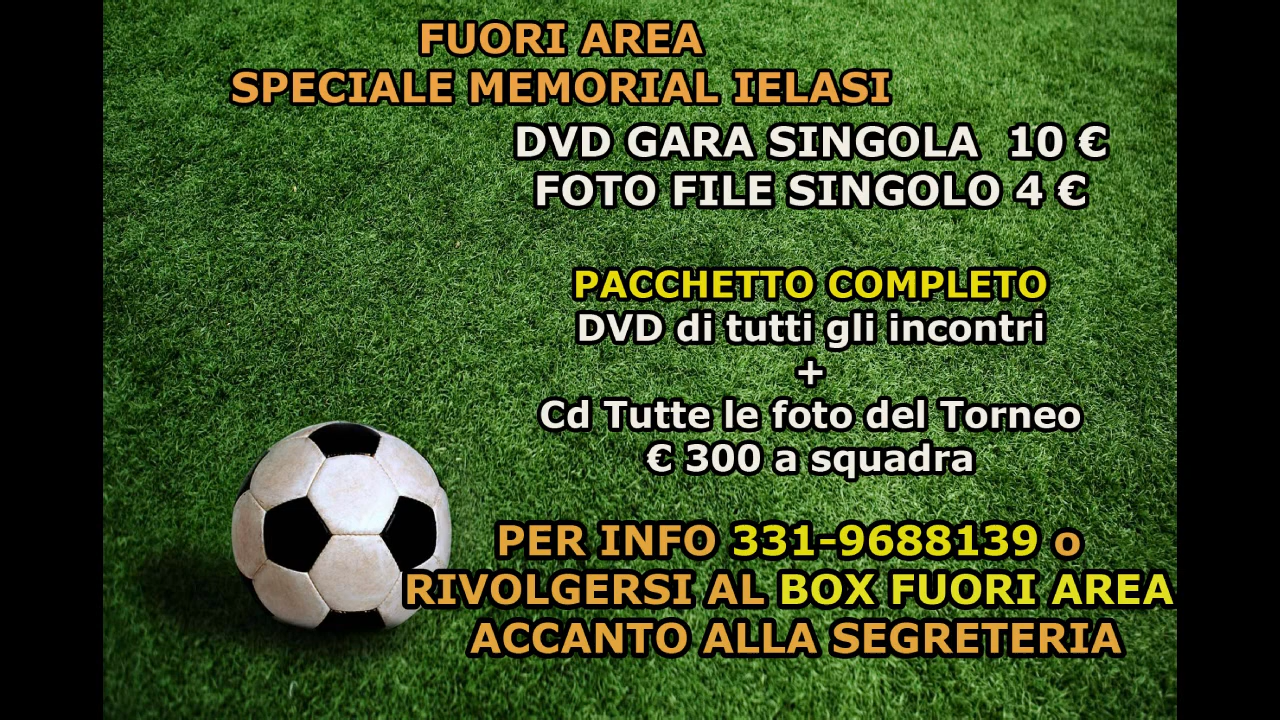 FUORI AREA
SPECIALE MEMORIAL IELASI
DVD GARA SINGOLA 10 €
FOTO FILE SINGOLO 4 €
PACCHETTO COMPLETO
DVD di tutti gli incontri
+
Cd Tutte le foto del Torneo
€ 300 a squadra
PER INFO 331-9688139 o
RIVOLGERSI AL BOX FUORI AREA
ACCANTO ALLA SEGRETERIA